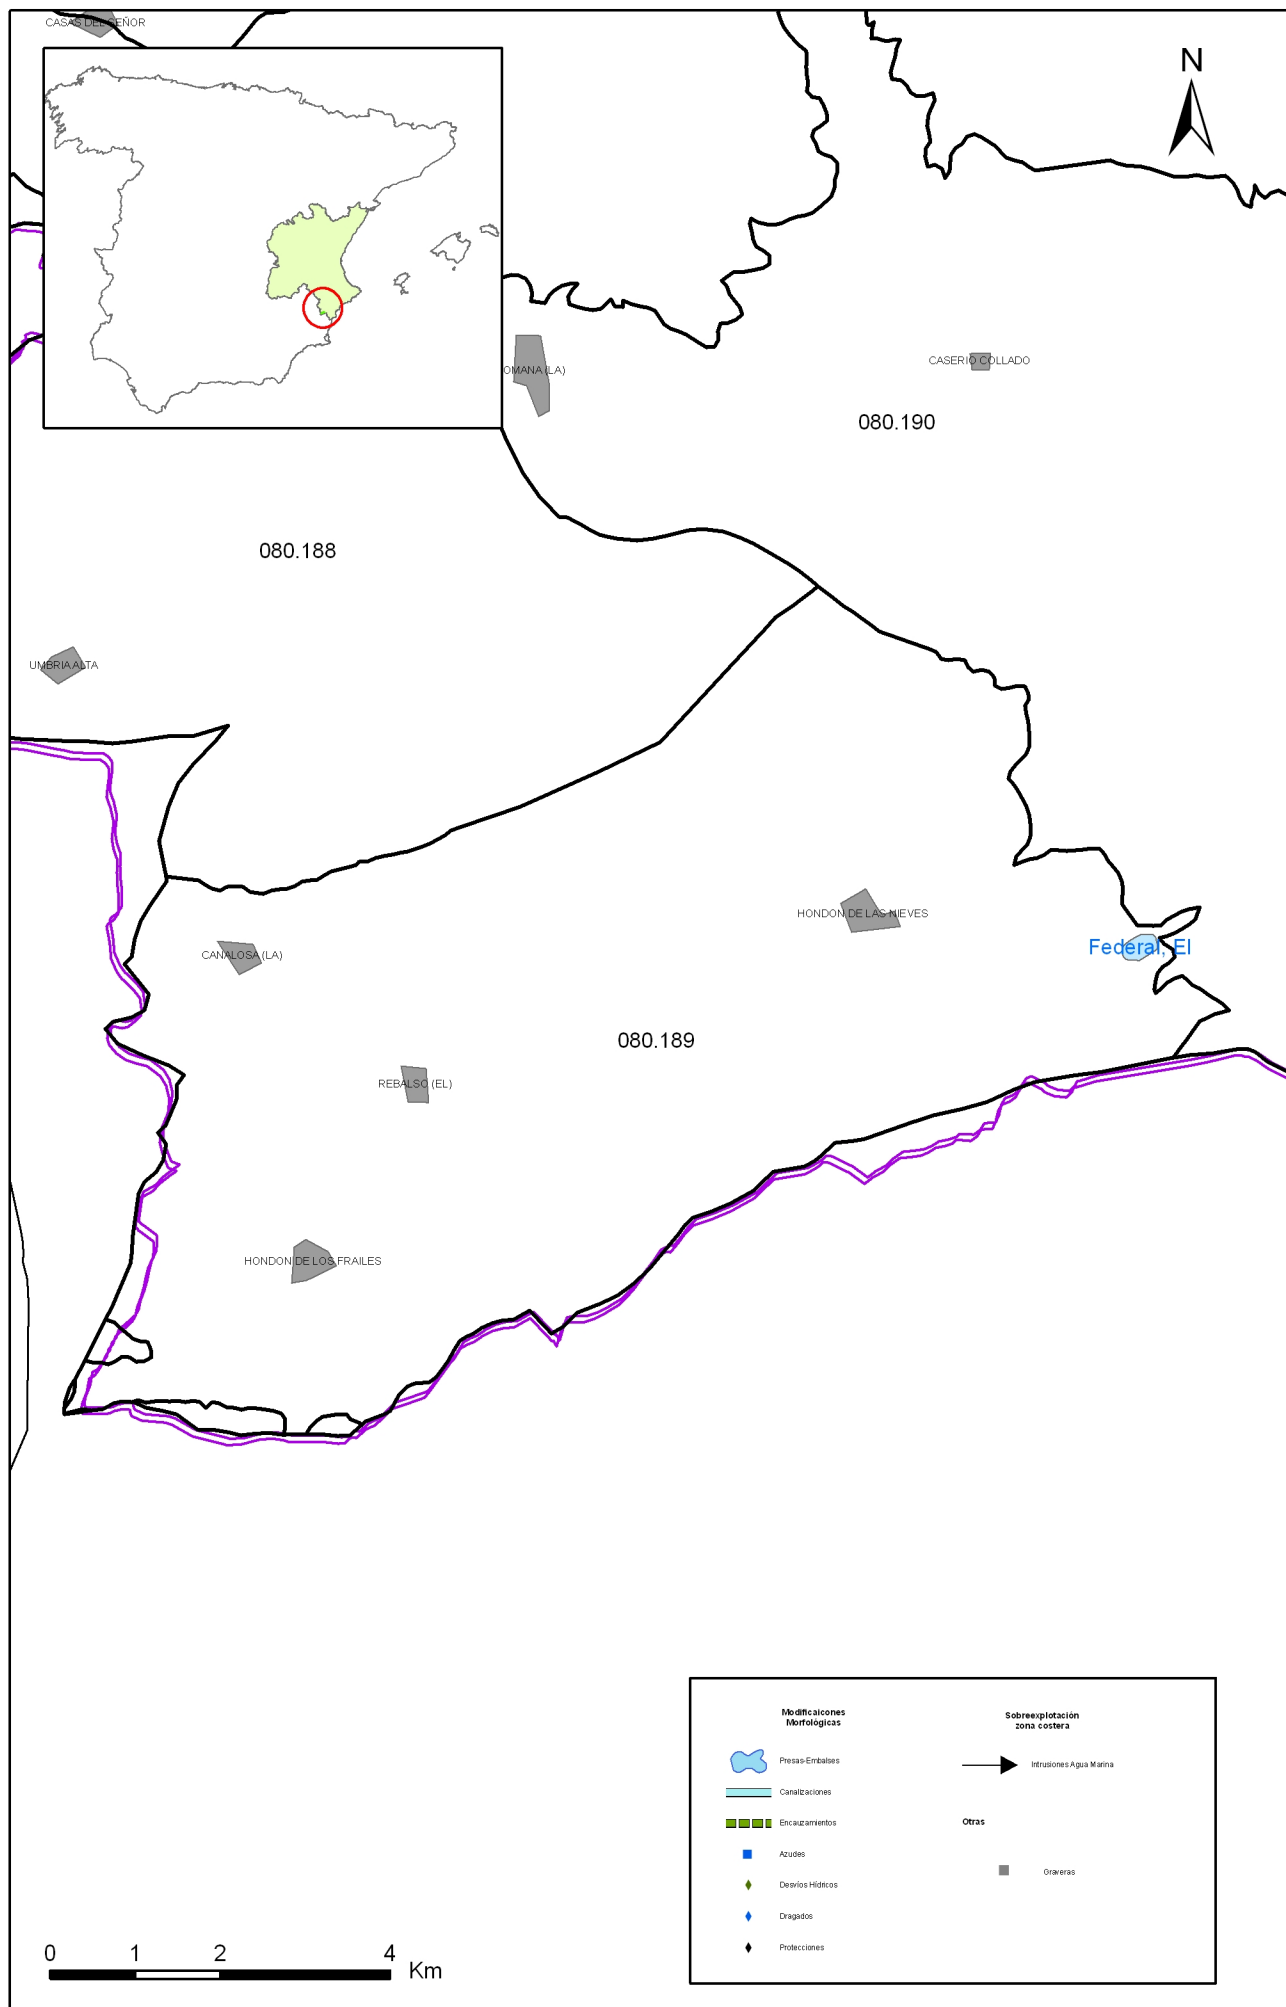 CASAS DEL SEÑOR
N
OMANA (LA)
CASERIO COLLADO
080.190
080.188
UMBRIA ALTA
HONDON DE LAS NIEVES
Federal, El
CANALOSA (LA)
080.189
REBALSO (EL)
HONDON DE LOS FRAILES
Modificaicones
Morfológicas
Presas-Embalses
Canalizaciones
Encauzamientos
Azudes
Desvíos Hídricos
Dragados
Protecciones
Sobreexplotación
zona costera
Intrusiones Agua Marina
Otras
Graveras
0 1 2 4
Km